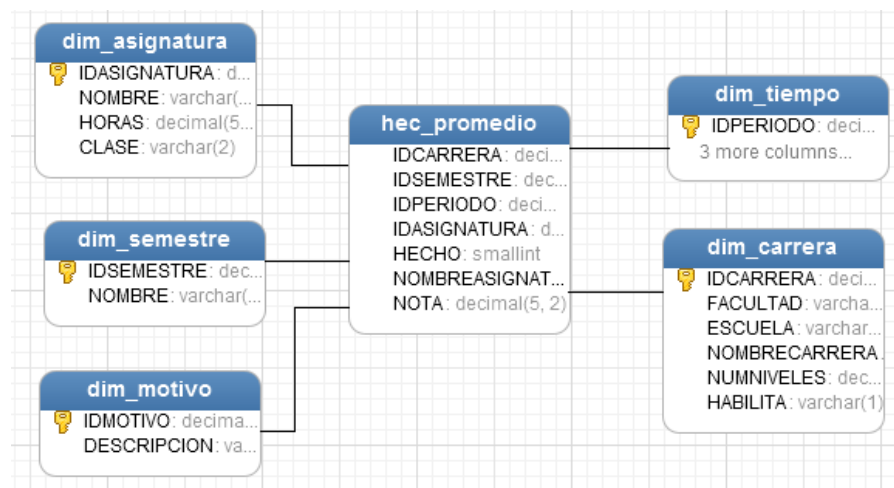 dim_asignatura
IDASIGNATURA: d...
NOMBRE: varchar(...
HORAS: decimal(5...
CLASE: varchar(2)
dim_semestre
IDSEMESTRE: dec...
NOMBRE: varchar(...
dim_motivo
IDMOTIVO: decima...
DESCRIPCION: va...
hec_promedio
IDCARRERA: deci...
IDSEMESTRE: dec...
IDPERIODO: deci...
IDASIGNATURA: d...
HECHO: smallint
NOMBREASIGNAT...
NOTA: decimal(5, 2)
dim_tiempo
IDPERIODO: deci...
3 more columns...
dim_carrera
IDCARRERA: deci...
FACULTAD: varcha...
ESCUELA: varchar...
NOMBRECARRERA.
NUMNIVELES: dec...
HABILITA: varchar(1)